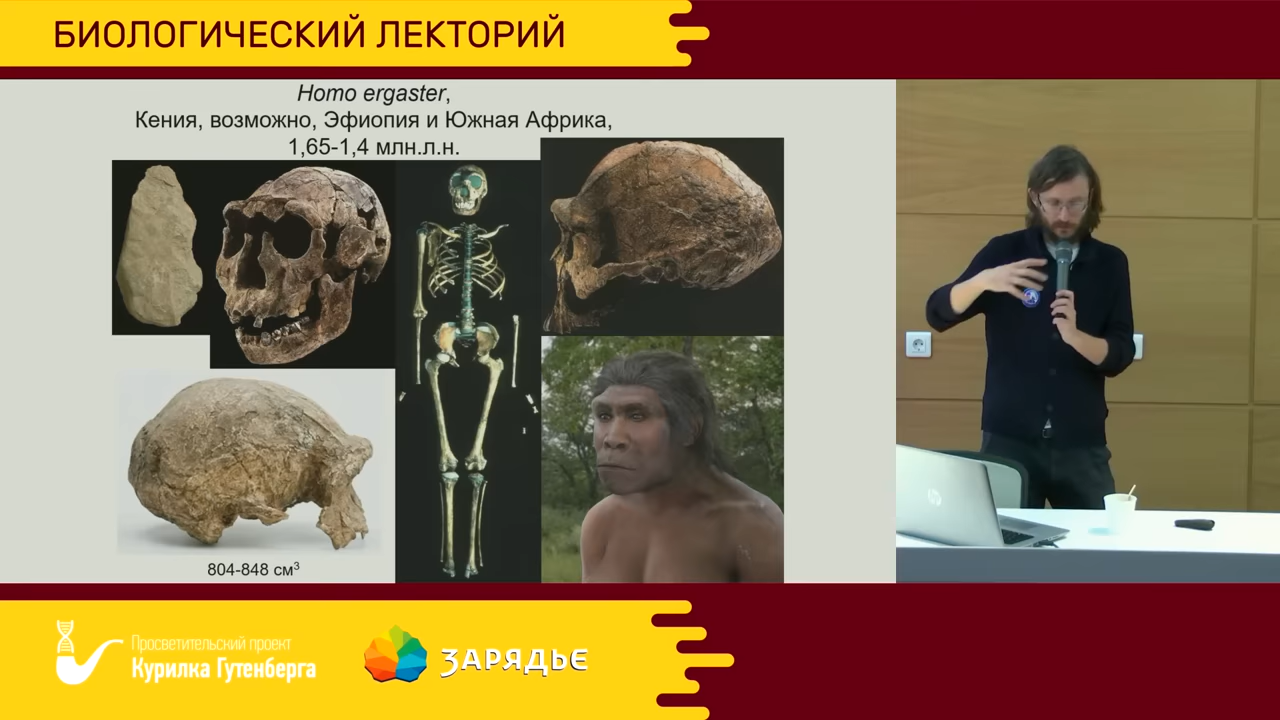 БИОЛОГИЧЕСКИЙ ЛЕКТОРИЙ
Homo ergaster,
Кения, возможно, Эфиопия и Южная Африка,
1,65-1,4 млн.л.н.
804-848 см³
Просветительский проект
Курилка Гутенберга
ЗАРЯДЬЕ
hp